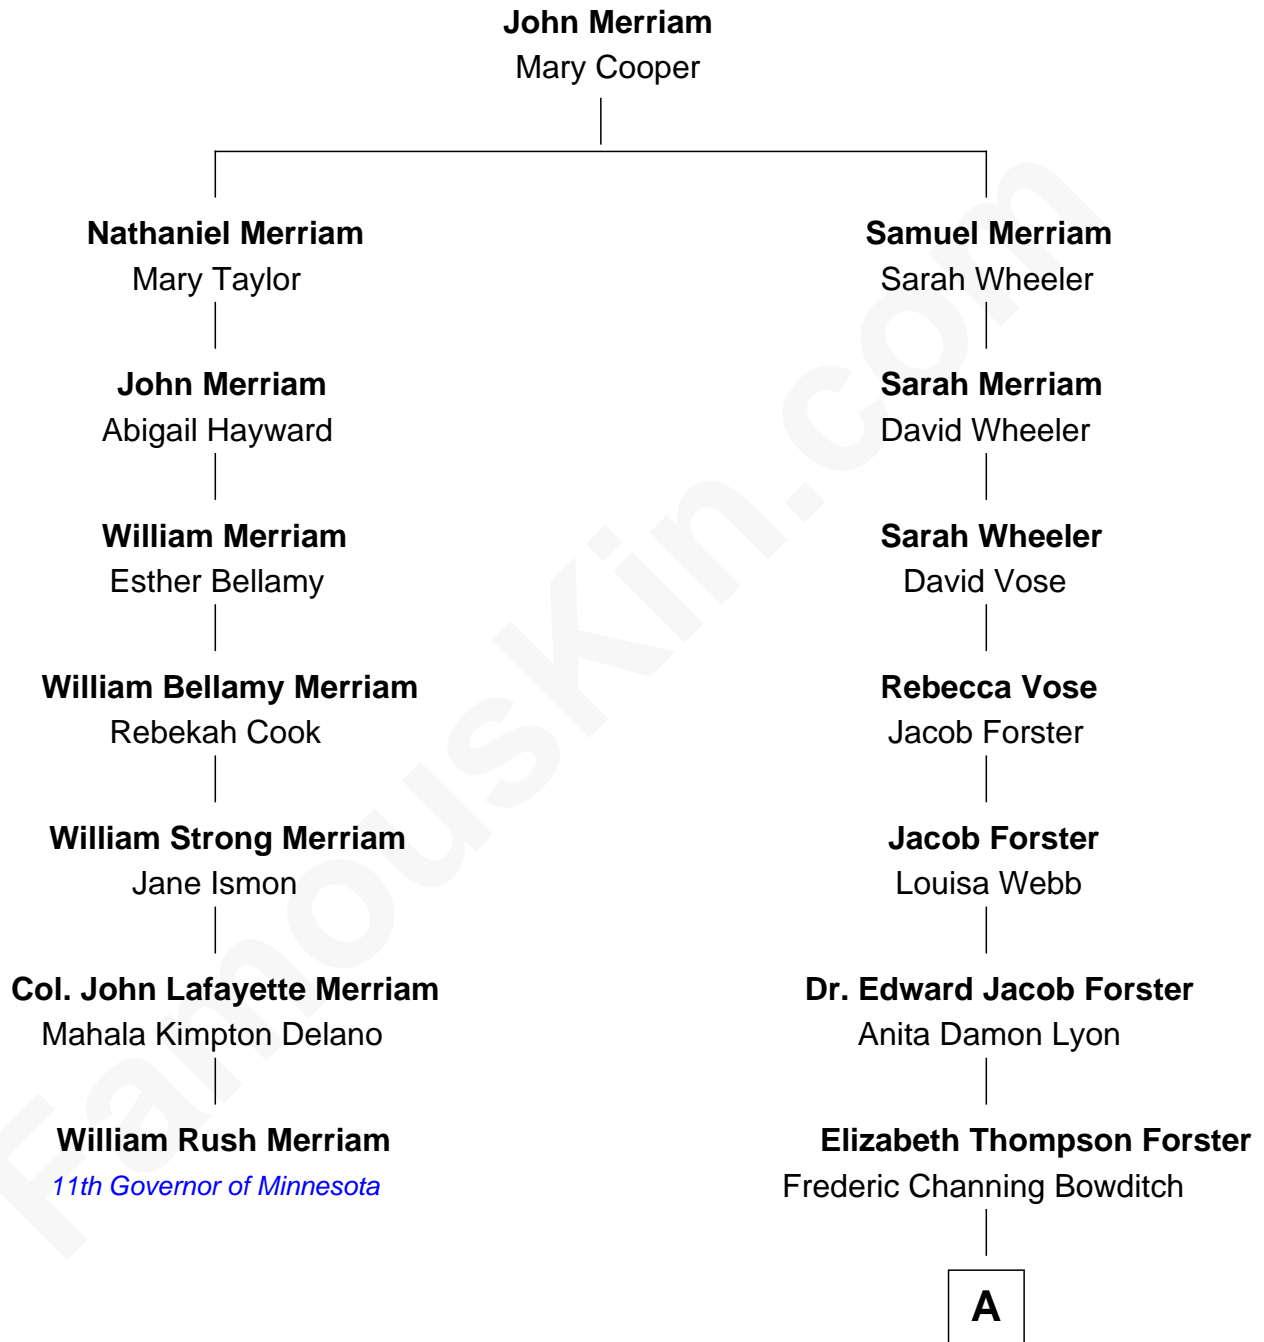 John Merriam
Mary Cooper
Nathaniel Merriam
Mary Taylor
Samuel Merriam
Sarah Wheeler
John Merriam
Abigail Hayward
Sarah Merriam
David Wheeler
William Merriam
Esther Bellamy
Sarah Wheeler
David Vose
William Bellamy Merriam
Rebekah Cook
Rebecca Vose
Jacob Forster
William Strong Merriam
Jane Ismon
Jacob Forster
Louisa Webb
Col. John Lafayette Merriam
Mahala Kimpton Delano
Dr. Edward Jacob Forster
Anita Damon Lyon
William Rush Merriam
11th Governor of Minnesota
Elizabeth Thompson Forster
Frederic Channing Bowditch
A
FamousKin.com